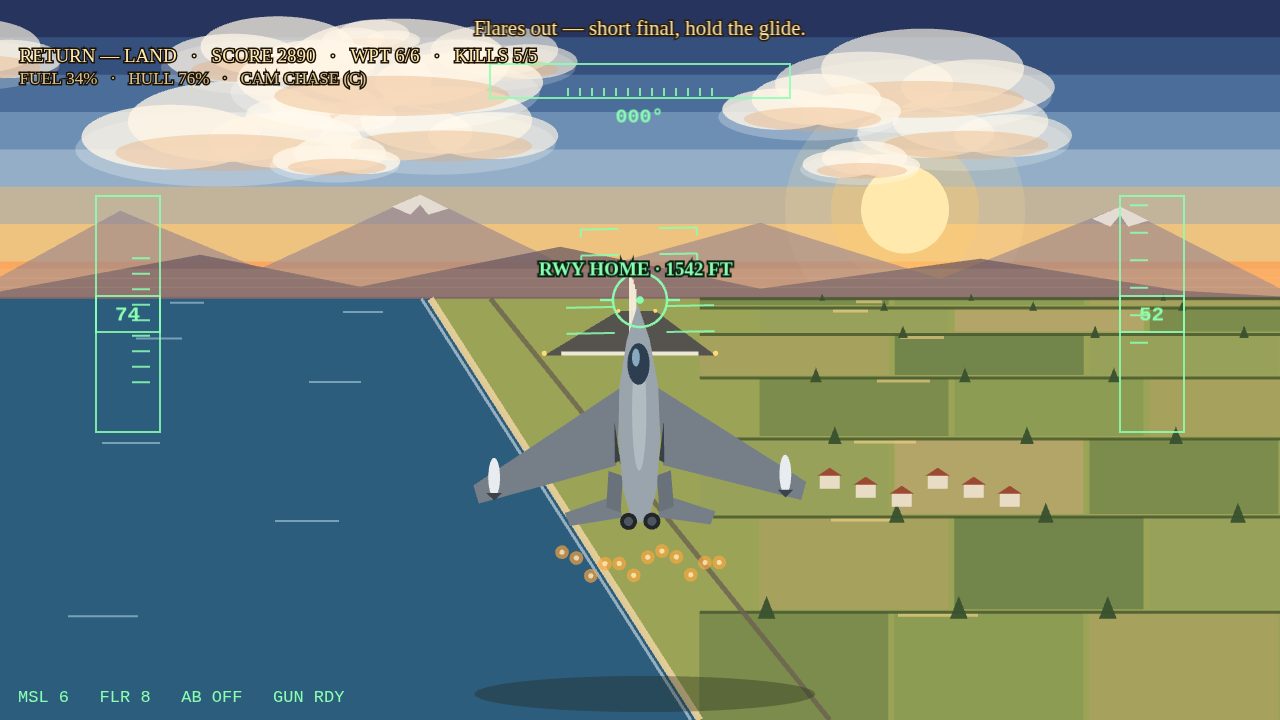 Flares out — short final, hold the glide.
RETURN — LAND · SCORE 2890 · WPT 6/6 · KILLS 5/5
FUEL 34% · HULL 76% · CAM CHASE (C)
000°
RWY HOME · 1542 FT
74
52
MSL 6 FLR 8 AB OFF GUN RDY